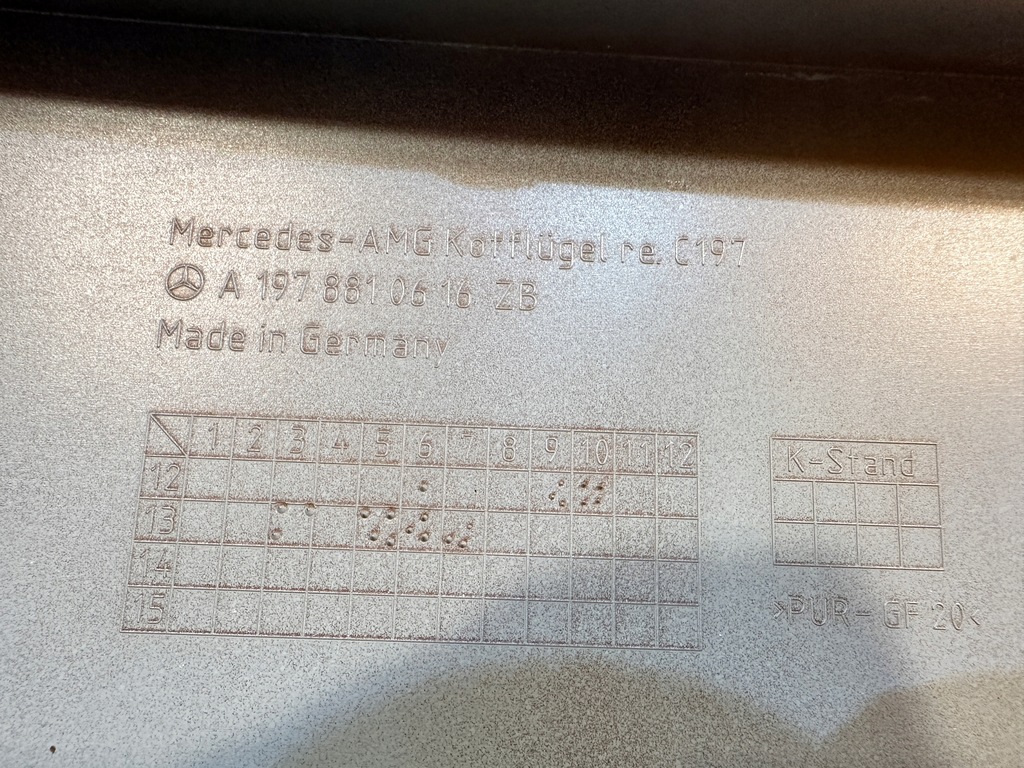 Mercedes-AMG Kotflügel re. C197
A 197 881 06 16 ZB
Made in Germany
1 2 3 4 5 6 7 8 9 10 11 12
12
13
14
15
K-Stand
>PUR-GF 20<